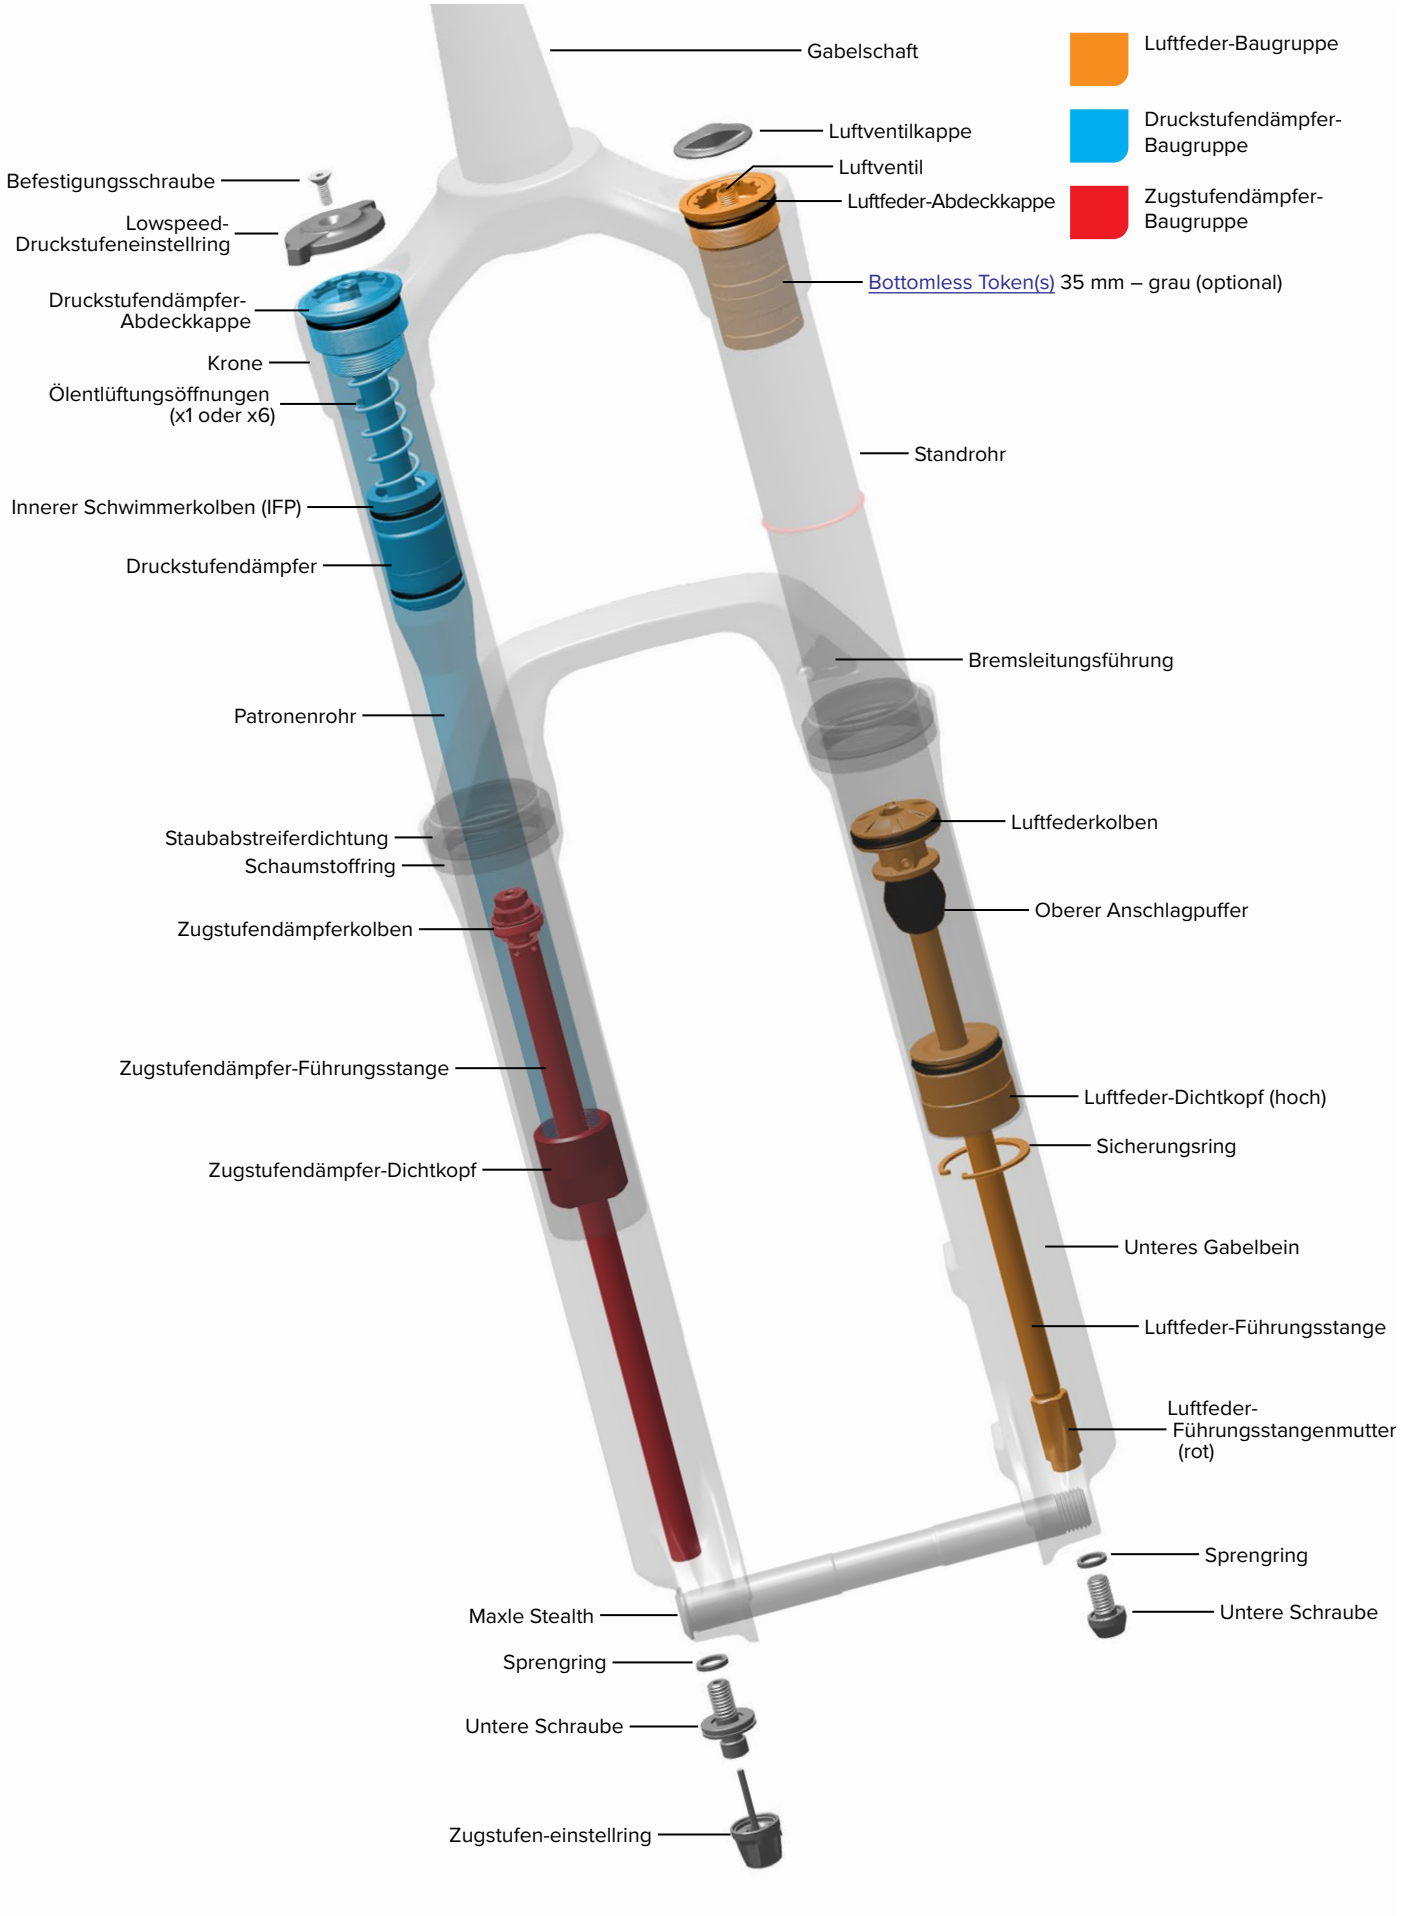 Gabelschaft
Luftfeder-Baugruppe
Druckstufendämpfer-
Baugruppe
Zugstufendämpfer-
Baugruppe
Luftventilkappe
Luftventil
Luftfeder-Abdeckkappe
Bottomless Token(s) 35 mm – grau (optional)
Befestigungsschraube
Lowspeed-
Druckstufeneinstellring
Druckstufendämpfer-
Abdeckkappe
Krone
Ölentlüftungsöffnungen
(x1 oder x6)
Standrohr
Innerer Schwimmerkolben (IFP)
Druckstufendämpfer
Bremsleitungsführung
Patronenrohr
Staubabstreiferdichtung
Schaumstoffring
Luftfederkolben
Oberer Anschlagpuffer
Zugstufendämpferkolben
Zugstufendämpfer-Führungsstange
Luftfeder-Dichtkopf (hoch)
Sicherungsring
Zugstufendämpfer-Dichtkopf
Unteres Gabelbein
Luftfeder-Führungsstange
Luftfeder-
Führungsstangenmutter
(rot)
Sprengring
Untere Schraube
Maxle Stealth
Sprengring
Untere Schraube
Zugstufen-einstellring